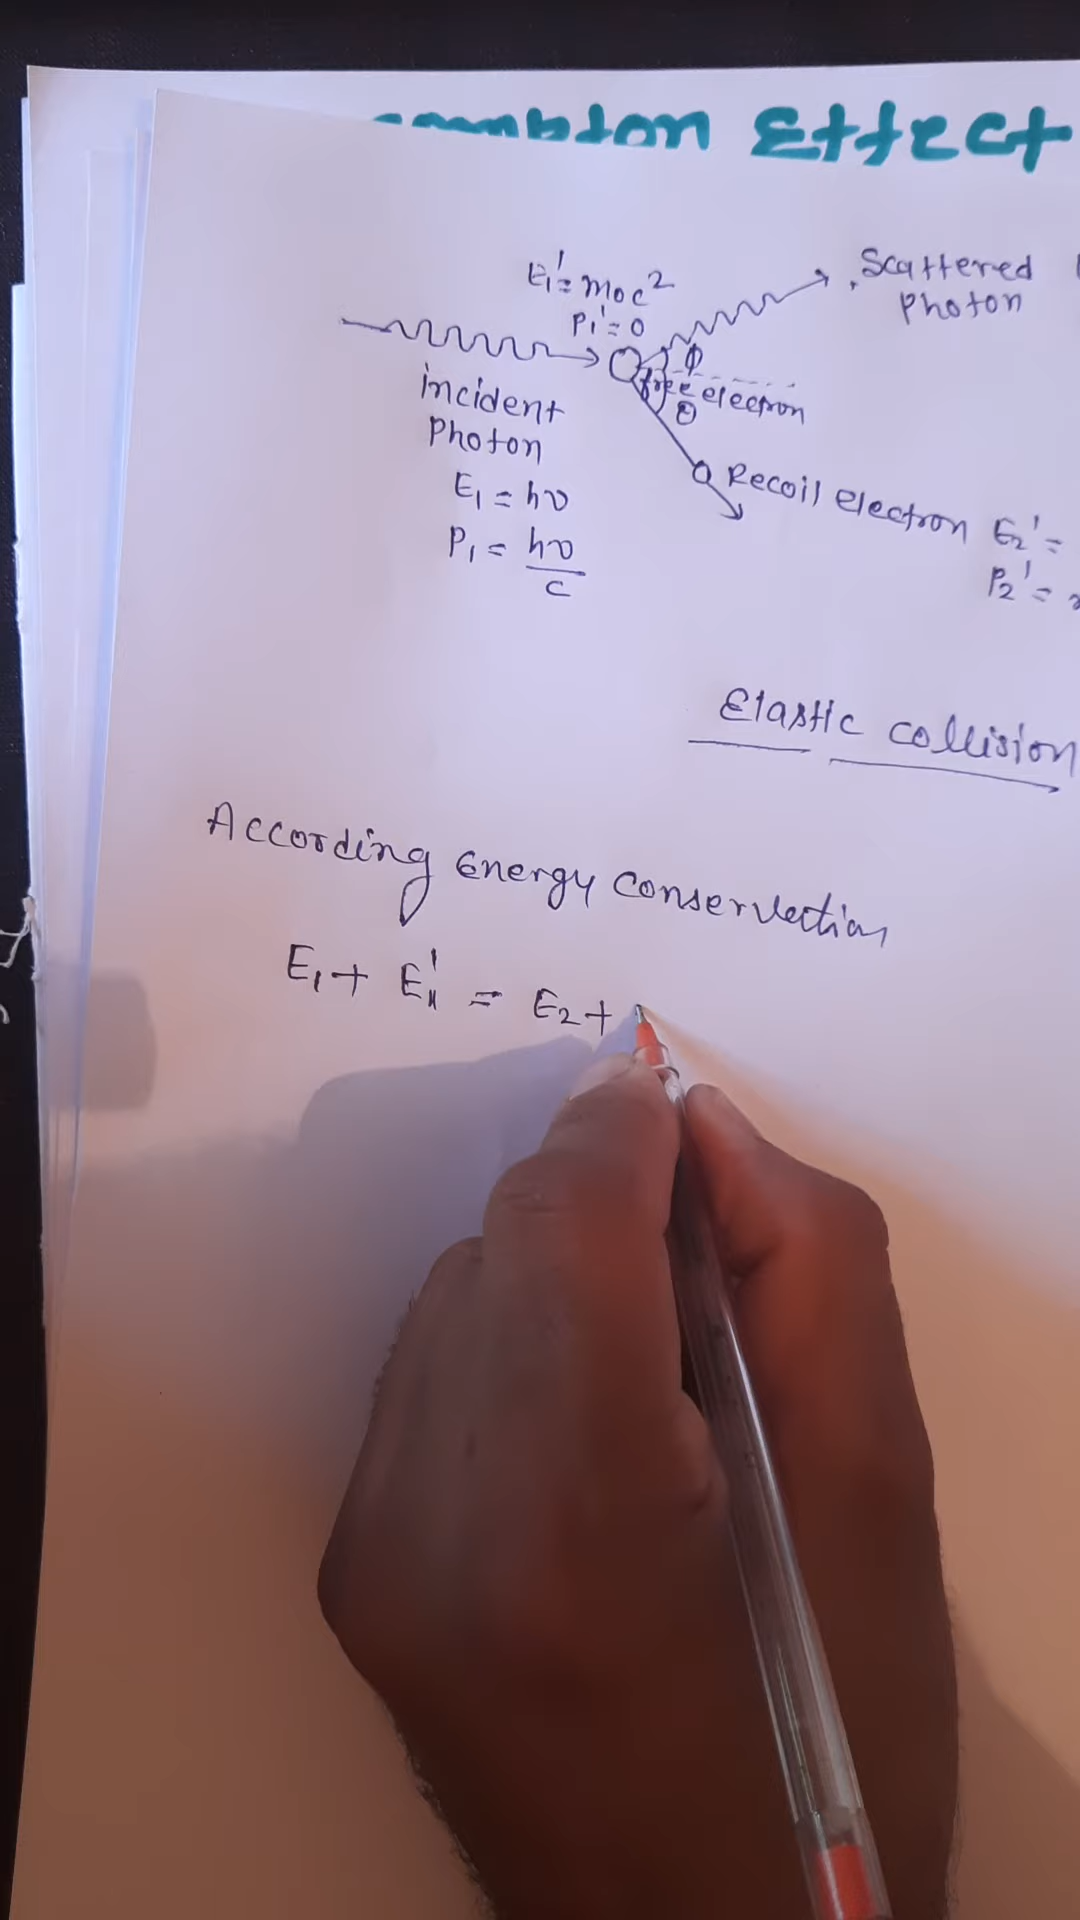 Effect
E₁'= moc²
P₁'= 0
Scattered
Photon
ϕ
free electron
θ
incident
Photon
E₁ = hν
P₁ = hν/c
Recoil electron E₂' =
P₂' =
Elastic collision
According Energy conservation
E₁ + E₁' = E₂ +